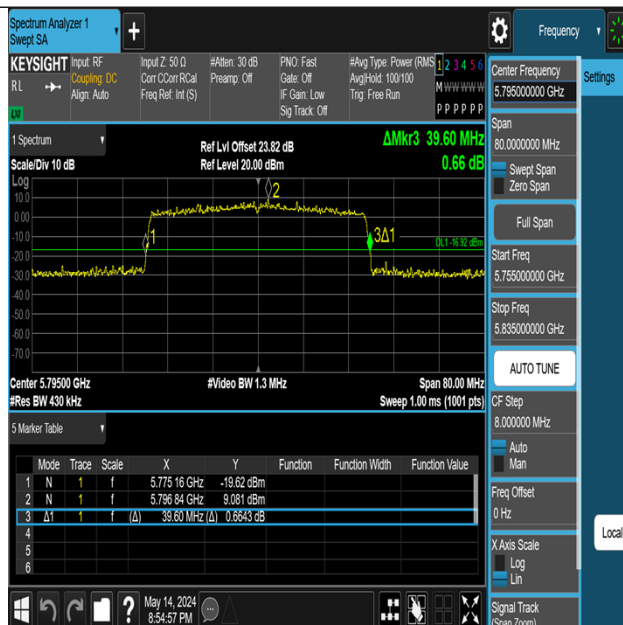 Spectrum Analyzer 1
Swept SA
+
Frequency
KEYSIGHT
RL
LXI
Input: RF
Coupling: DC
Align: Auto
Input Z: 50 Ω
Corr CCorr RCal
Freq Ref: Int (S)
#Atten: 30 dB
Preamp: Off
PNO: Fast
Gate: Off
IF Gain: Low
Sig Track: Off
#Avg Type: Power (RMS
Avg|Hold: 100/100
Trig: Free Run
1 2 3 4 5 6
M W W W W W
P P P P P P
1 Spectrum
Scale/Div 10 dB
Ref Lvl Offset 23.82 dB
Ref Level 20.00 dBm
ΔMkr3 39.60 MHz
0.66 dB
Log
10.0
0.00
-10.0
-20.0
-30.0
-40.0
-50.0
-60.0
-70.0
1
2
3Δ1
DL1 -16.92 dBm
Center 5.79500 GHz
#Res BW 430 kHz
#Video BW 1.3 MHz
Span 80.00 MHz
Sweep 1.00 ms (1001 pts)
5 Marker Table
Mode Trace Scale X Y Function Function Width Function Value
1 N 1 f 5.775 16 GHz -19.62 dBm
2 N 1 f 5.796 84 GHz 9.081 dBm
3 Δ1 1 f (Δ) 39.60 MHz (Δ) 0.6643 dB
4
5
6
?
May 14, 2024
8:54:57 PM
Center Frequency
5.795000000 GHz
Span
80.0000000 MHz
Swept Span
Zero Span
Full Span
Start Freq
5.755000000 GHz
Stop Freq
5.835000000 GHz
AUTO TUNE
CF Step
8.000000 MHz
Auto
Man
Freq Offset
0 Hz
X Axis Scale
Log
Lin
Signal Track
(Span Zoom)
Settings
Local